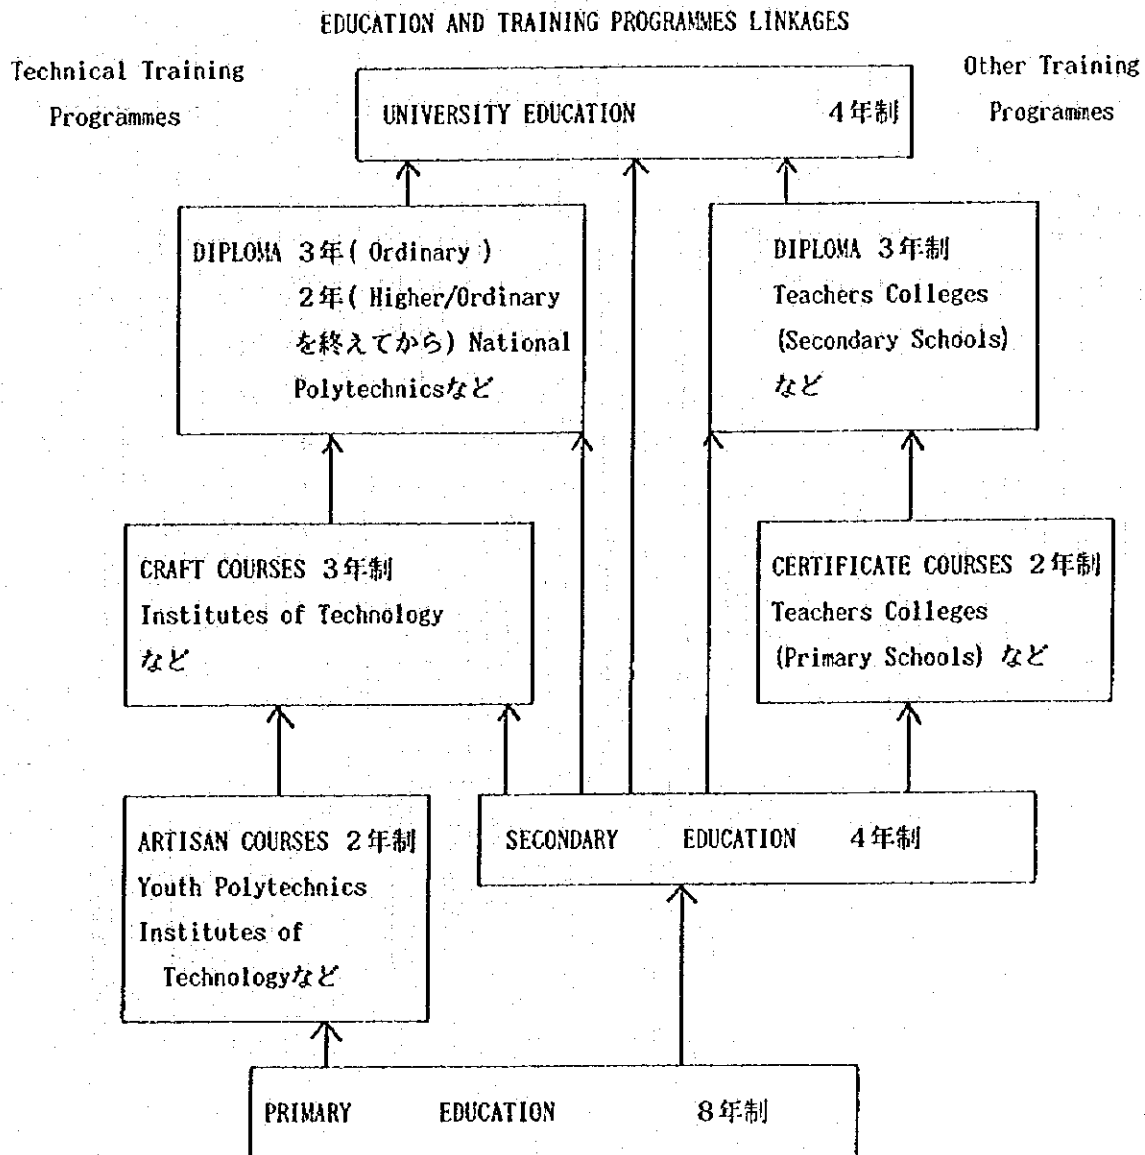 EDUCATION AND TRAINING PROGRAMMES LINKAGES
Technical Training
Programmes
Other Training
Programmes
UNIVERSITY EDUCATION 4年制
DIPLOMA 3年( Ordinary )
2年( Higher/Ordinary
を終えてから) National
Polytechnicsなど
DIPLOMA 3年制
Teachers Colleges
(Secondary Schools)
など
CRAFT COURSES 3年制
Institutes of Technology
など
CERTIFICATE COURSES 2年制
Teachers Colleges
(Primary Schools) など
ARTISAN COURSES 2年制
Youth Polytechnics
Institutes of
Technologyなど
SECONDARY EDUCATION 4年制
PRIMARY EDUCATION 8年制